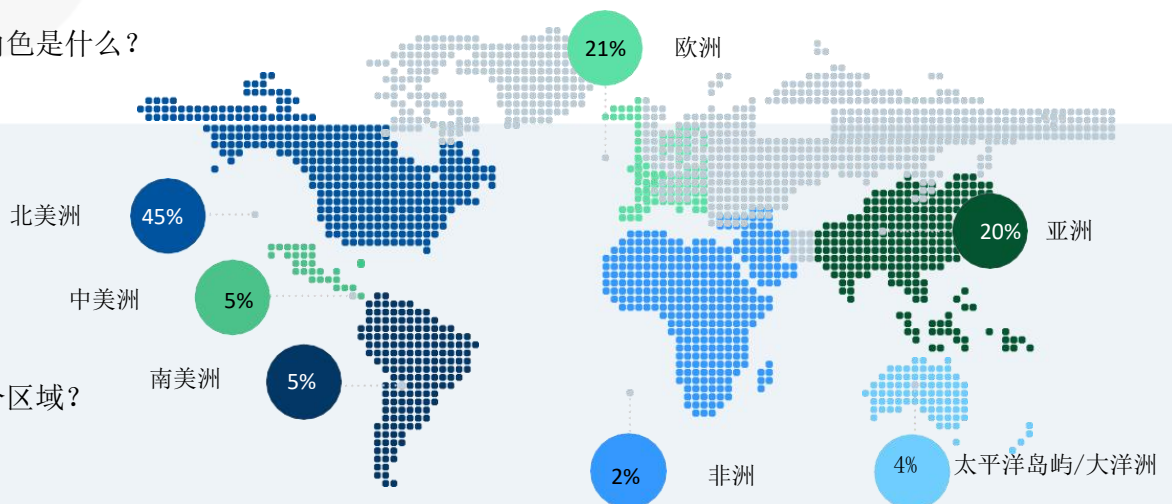 色是什么？
21%
欧洲
北美洲
45%
20%
亚洲
中美洲
5%
南美洲
5%
区域？
2%
非洲
4%
太平洋岛屿/大洋洲